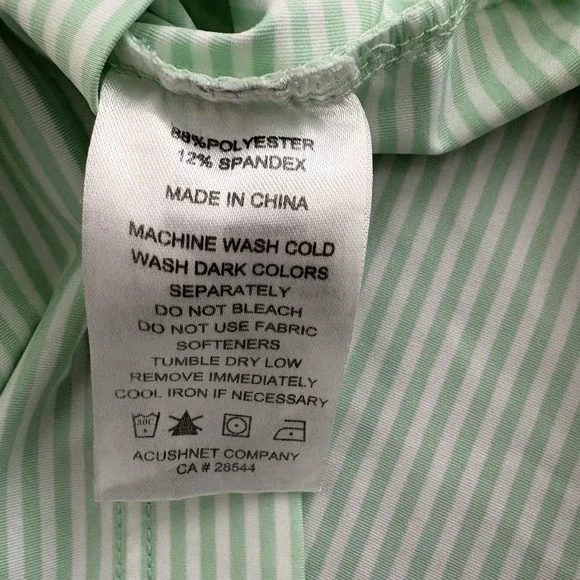 88% POLYESTER
12% SPANDEX
MADE IN CHINA
MACHINE WASH COLD
WASH DARK COLORS
SEPARATELY
DO NOT BLEACH
DO NOT USE FABRIC
SOFTENERS
TUMBLE DRY LOW
REMOVE IMMEDIATELY
COOL IRON IF NECESSARY
30C
ACUSHNET COMPANY
CA # 28544